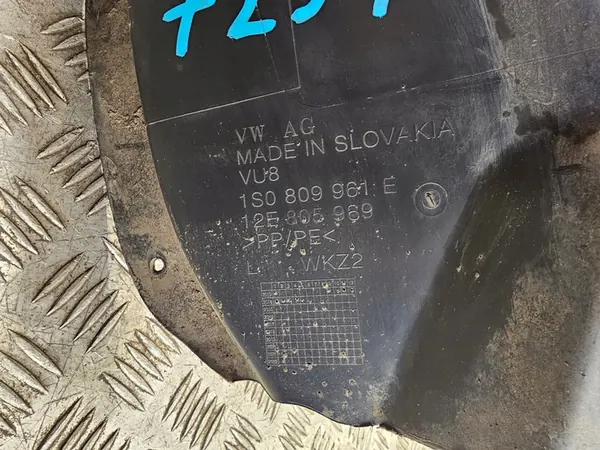 VW AG
MADE IN SLOVAKIA
VU8
1S0 809 961 E
12E 805 969
>PP/PE<
WKZ2